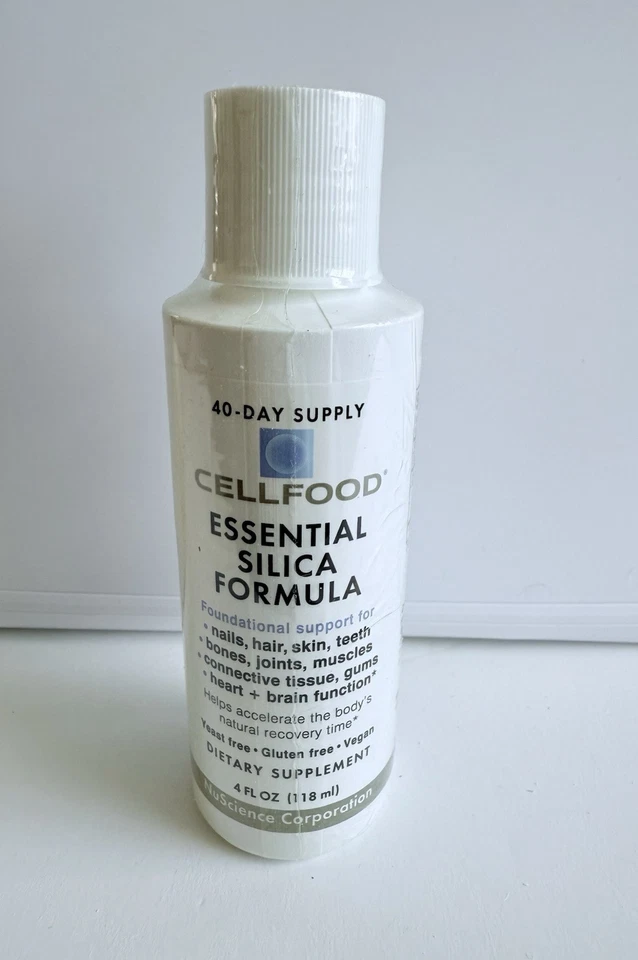 40-DAY SUPPLY
CELLFOOD®
ESSENTIAL
SILICA
FORMULA
Foundational support for
• nails, hair, skin, teeth
• bones, joints, muscles
• connective tissue, gums
• heart + brain function*
Helps accelerate the body's
natural recovery time*
Yeast free • Gluten free • Vegan
DIETARY SUPPLEMENT
4 FL OZ (118 ml)
NuScience Corporation